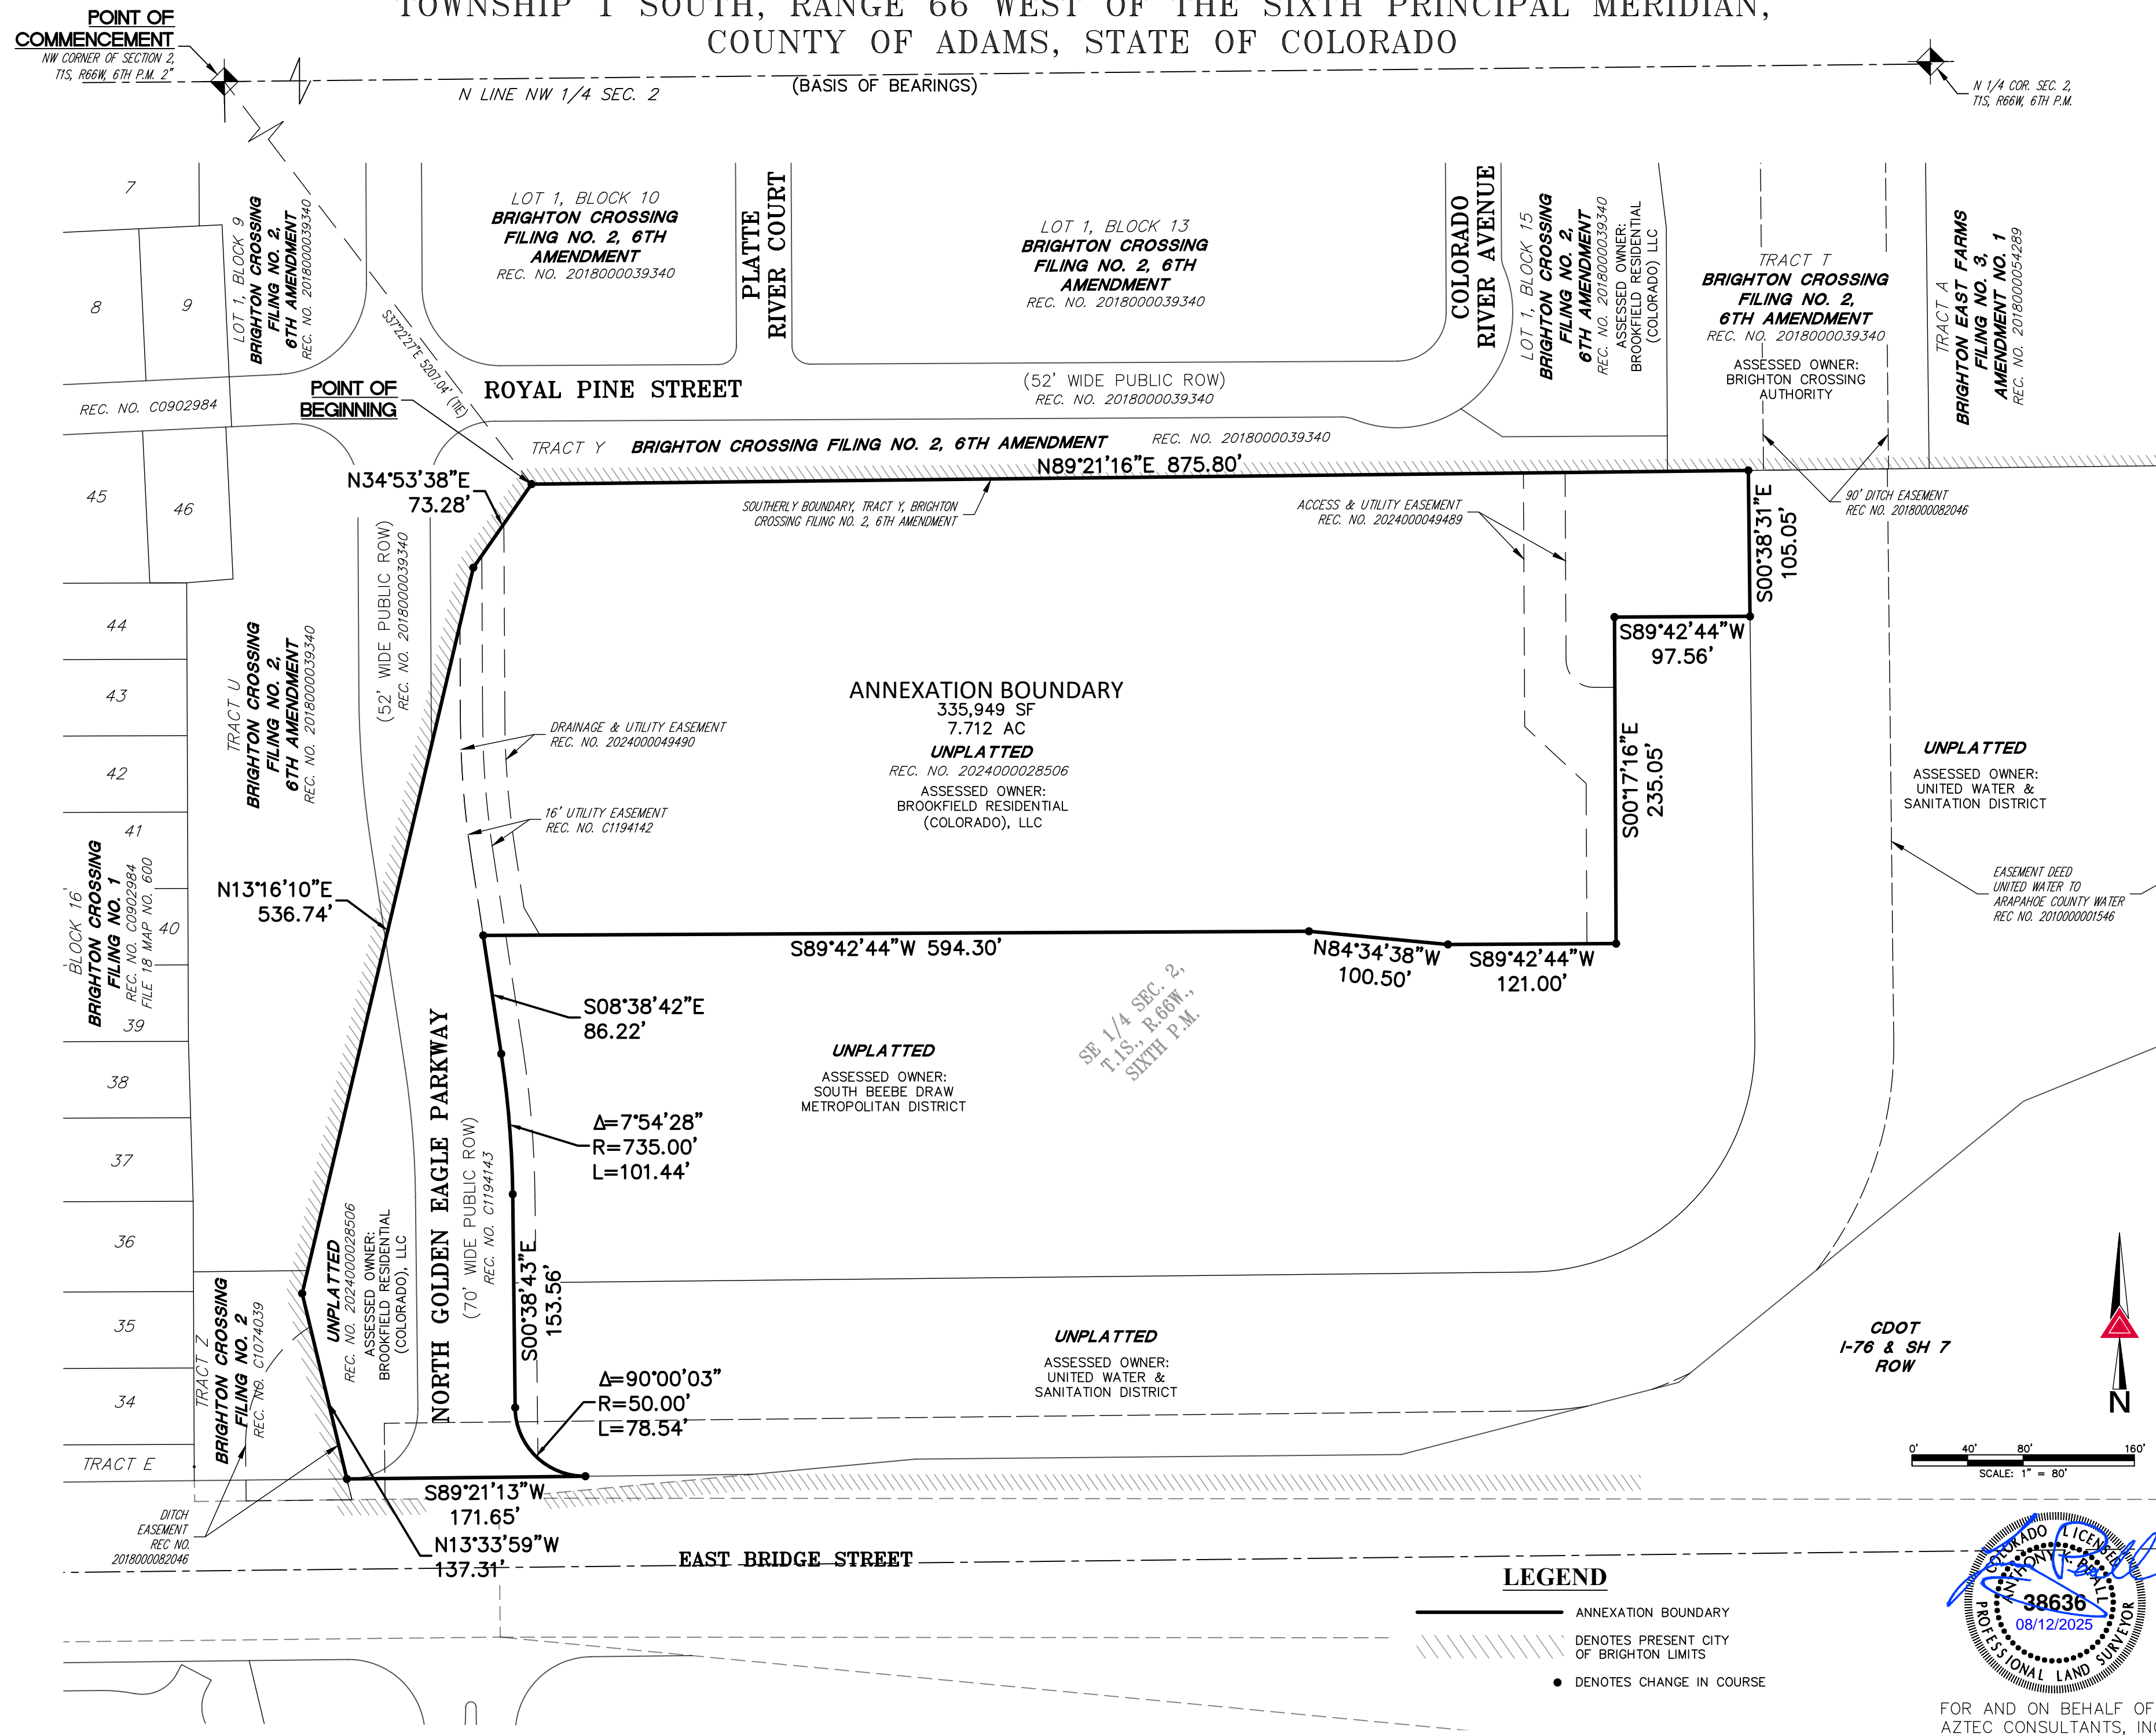 TOWNSHIP 1 SOUTH, RANGE 66 WEST OF THE SIXTH PRINCIPAL MERIDIAN,
COUNTY OF ADAMS, STATE OF COLORADO
POINT OF
COMMENCEMENT
NW CORNER OF SECTION 2,
T1S, R66W, 6TH P.M. 2"
N LINE NW 1/4 SEC. 2
(BASIS OF BEARINGS)
N 1/4 COR. SEC. 2,
T1S, R66W, 6TH P.M.
7
8
9
LOT 1, BLOCK 9
BRIGHTON CROSSING
FILING NO. 2,
6TH AMENDMENT
REC. NO. 2018000039340
S37°22'27"E 5207.04' (TIE)
LOT 1, BLOCK 10
BRIGHTON CROSSING
FILING NO. 2, 6TH
AMENDMENT
REC. NO. 2018000039340
PLATTE
RIVER COURT
LOT 1, BLOCK 13
BRIGHTON CROSSING
FILING NO. 2, 6TH
AMENDMENT
REC. NO. 2018000039340
COLORADO
RIVER AVENUE
LOT 1, BLOCK 15
BRIGHTON CROSSING
FILING NO. 2,
6TH AMENDMENT
REC. NO. 2018000039340
ASSESSED OWNER:
BROOKFIELD RESIDENTIAL
(COLORADO) LLC
TRACT T
BRIGHTON CROSSING
FILING NO. 2,
6TH AMENDMENT
REC. NO. 2018000039340
ASSESSED OWNER:
BRIGHTON CROSSING
AUTHORITY
TRACT A
BRIGHTON EAST FARMS
FILING NO. 3,
AMENDMENT NO. 1
REC. NO. 2018000054289
REC. NO. C0902984
POINT OF
BEGINNING
ROYAL PINE STREET
(52' WIDE PUBLIC ROW)
REC. NO. 2018000039340
TRACT Y BRIGHTON CROSSING FILING NO. 2, 6TH AMENDMENT REC. NO. 2018000039340
N89°21'16"E 875.80'
N34°53'38"E
73.28'
SOUTHERLY BOUNDARY, TRACT Y, BRIGHTON
CROSSING FILING NO. 2, 6TH AMENDMENT
ACCESS & UTILITY EASEMENT
REC. NO. 2024000049489
S00°38'31"E
105.05'
90' DITCH EASEMENT
REC NO. 2018000082046
45
46
44
43
42
41
40
39
38
37
36
35
34
TRACT E
(52' WIDE PUBLIC ROW)
REC. NO. 2018000039340
TRACT U
BRIGHTON CROSSING
FILING NO. 2,
6TH AMENDMENT
REC. NO. 2018000039340
S89°42'44"W
97.56'
ANNEXATION BOUNDARY
335,949 SF
7.712 AC
UNPLATTED
REC. NO. 2024000028506
ASSESSED OWNER:
BROOKFIELD RESIDENTIAL
(COLORADO), LLC
DRAINAGE & UTILITY EASEMENT
REC. NO. 2024000049490
16' UTILITY EASEMENT
REC. NO. C1194142
S00°17'16"E
235.05'
UNPLATTED
ASSESSED OWNER:
UNITED WATER &
SANITATION DISTRICT
EASEMENT DEED
UNITED WATER TO
ARAPAHOE COUNTY WATER
REC NO. 2010000001546
BLOCK 16
BRIGHTON CROSSING
FILING NO. 1
REC. NO. C0902984
FILE 18 MAP NO. 600
N13°16'10"E
536.74'
S89°42'44"W 594.30'
N84°34'38"W
100.50'
S89°42'44"W
121.00'
SE 1/4 SEC. 2,
T.1S., R.66W.,
SIXTH P.M.
S08°38'42"E
86.22'
UNPLATTED
ASSESSED OWNER:
SOUTH BEEBE DRAW
METROPOLITAN DISTRICT
Δ=7°54'28"
R=735.00'
L=101.44'
NORTH GOLDEN EAGLE PARKWAY
(70' WIDE PUBLIC ROW)
REC. NO. C1194143
UNPLATTED
REC. NO. 2024000028506
ASSESSED OWNER:
BROOKFIELD RESIDENTIAL
(COLORADO), LLC
S00°38'43"E
153.56'
TRACT Z
BRIGHTON CROSSING
FILING NO. 2
REC. NO. C1074039
UNPLATTED
ASSESSED OWNER:
UNITED WATER &
SANITATION DISTRICT
CDOT
I-76 & SH 7
ROW
Δ=90°00'03"
R=50.00'
L=78.54'
N
0' 40' 80' 160'
SCALE: 1" = 80'
S89°21'13"W
171.65'
N13°33'59"W
137.31'
DITCH
EASEMENT
REC NO.
2018000082046
EAST BRIDGE STREET
LEGEND
ANNEXATION BOUNDARY
DENOTES PRESENT CITY
OF BRIGHTON LIMITS
DENOTES CHANGE IN COURSE
COLORADO LICENSED
38636
08/12/2025
PROFESSIONAL LAND SURVEYOR
FOR AND ON BEHALF OF
AZTEC CONSULTANTS, IN